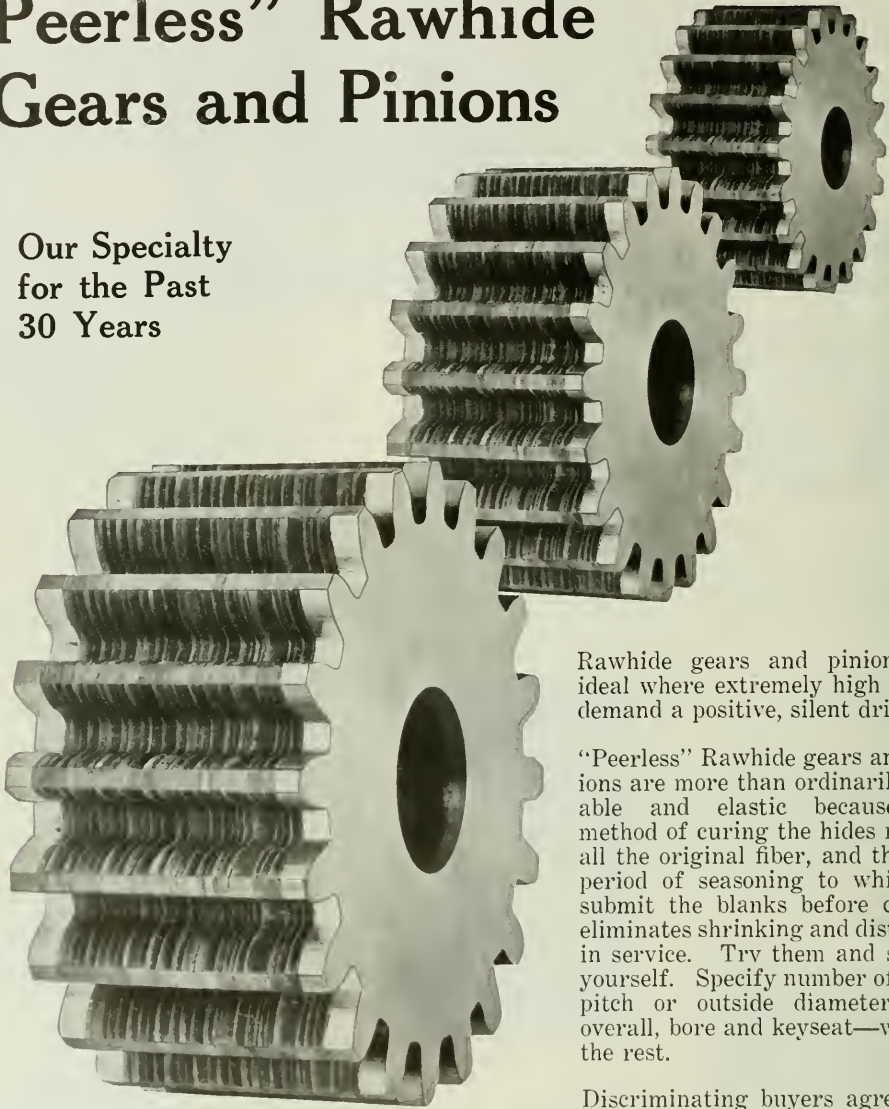 Peerless” Rawhide
Gears and Pinions
Our Specialty
for the Past
30 Years
Rawhide gears and pinion
ideal where extremely high
demand a positive, silent dri
“Peerless” Rawhide gears an
ions are more than ordinaril
able and elastic because
method of curing the hides r
all the original fiber, and th
period of seasoning to whi
submit the blanks before c
eliminates shrinking and dis
in service. Try them and s
yourself. Specify number of
pitch or outside diameter
overall, bore and keyseat—w
the rest.
Discriminating buyers agre